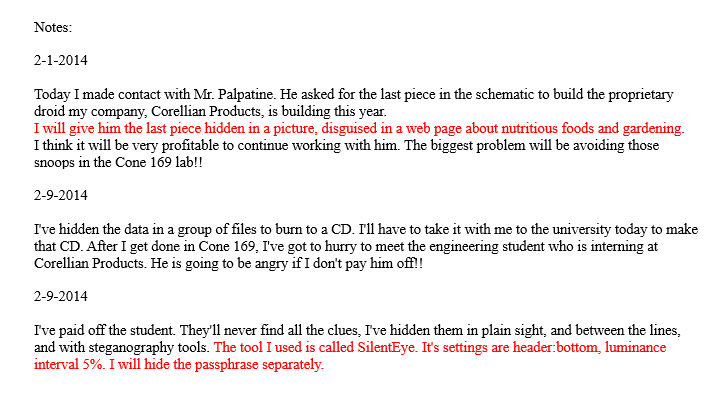 Notes:
2-1-2014
Today I made contact with Mr. Palpatine. He asked for the last piece in the schematic to build the proprietary
droid my company, Corellian Products, is building this year.
I will give him the last piece hidden in a picture, disguised in a web page about nutritious foods and gardening.
I think it will be very profitable to continue working with him. The biggest problem will be avoiding those
snoops in the Cone 169 lab!!
2-9-2014
I've hidden the data in a group of files to burn to a CD. I'll have to take it with me to the university today to make
that CD. After I get done in Cone 169, I've got to hurry to meet the engineering student who is interning at
Corellian Products. He is going to be angry if I don't pay him off!!
2-9-2014
I've paid off the student. They'll never find all the clues, I've hidden them in plain sight, and between the lines,
and with steganography tools. The tool I used is called SilentEye. It's settings are header:bottom, luminance
interval 5%. I will hide the passphrase separately.